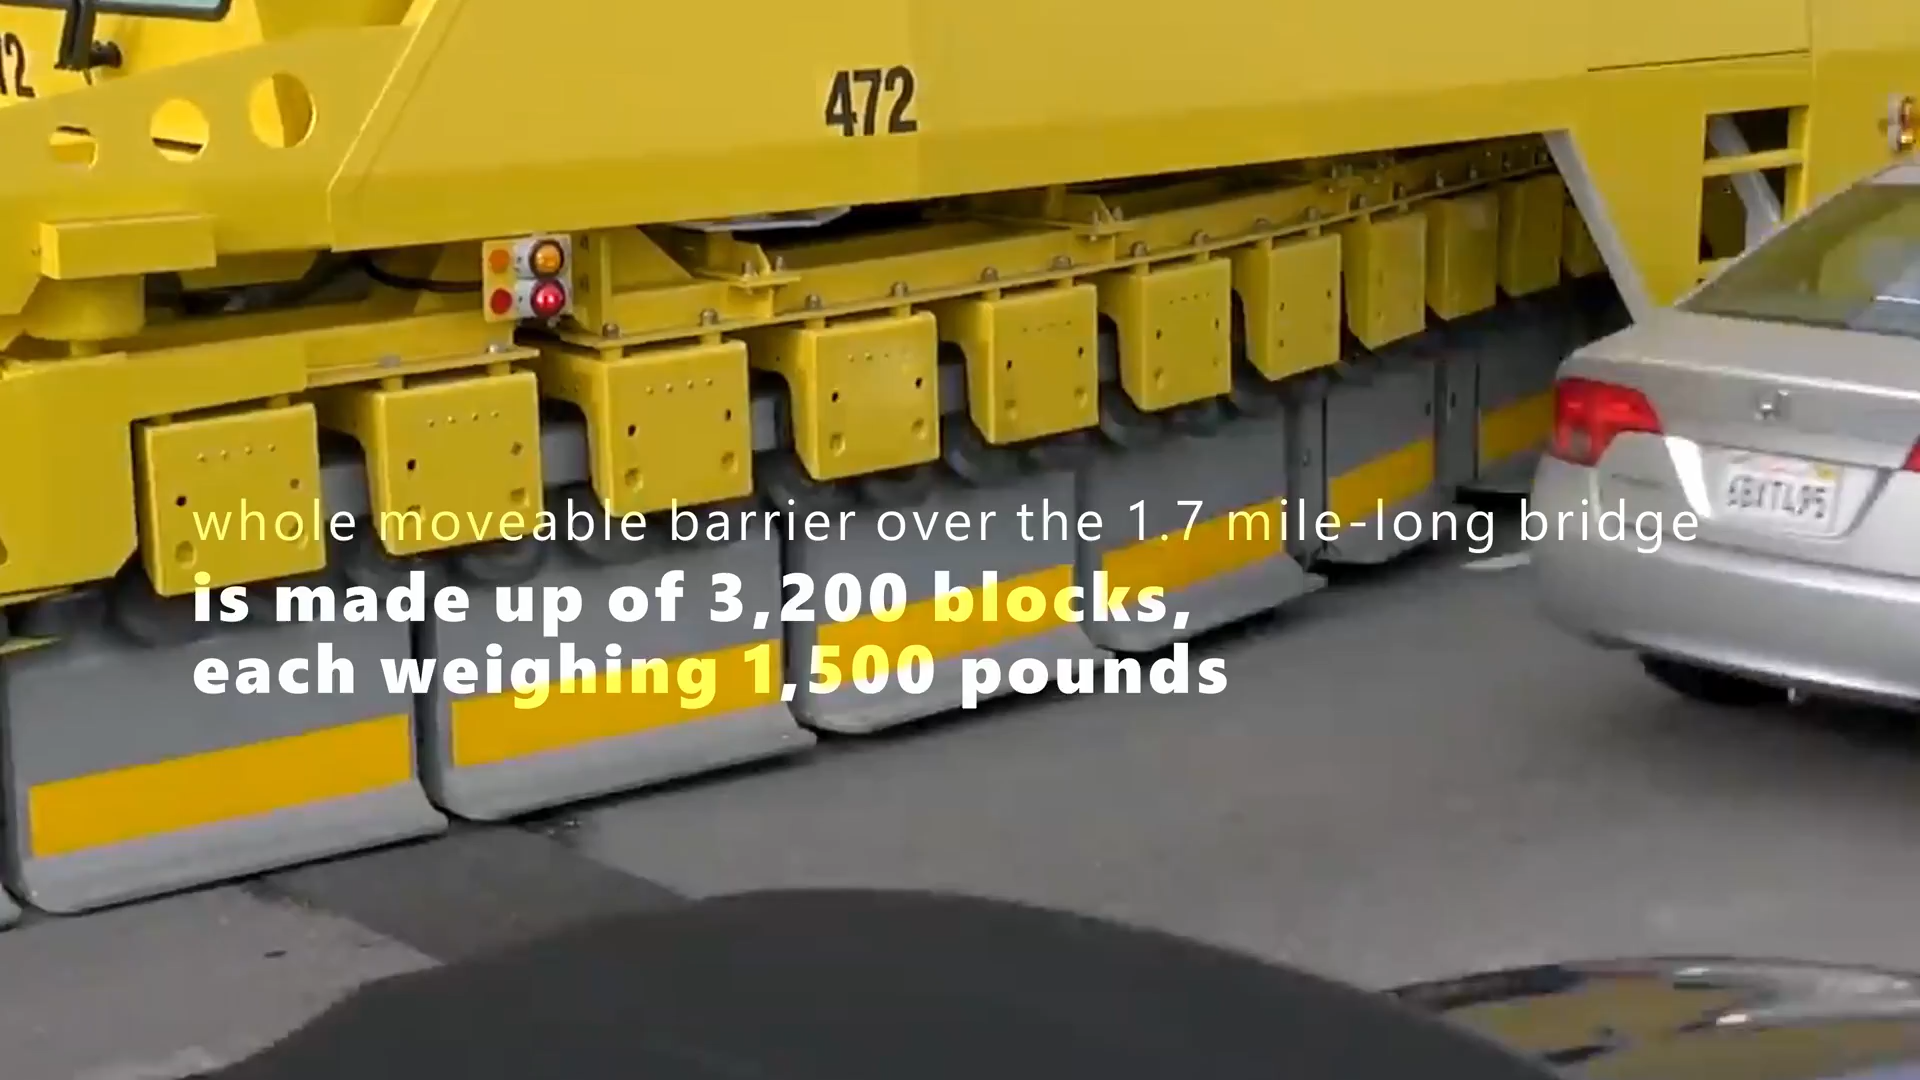 472
whole moveable barrier over the 1.7 mile-long bridge
is made up of 3,200 blocks,
each weighing 1,500 pounds